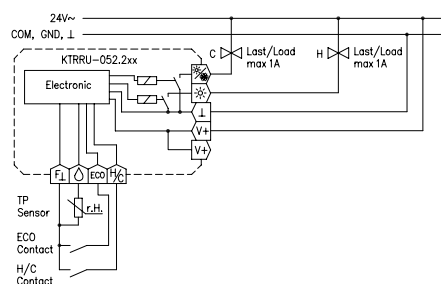 24V~
COM, GND, ⊥
KTRRU-052.2xx
Electronic
C
Last/Load
max 1A
H
Last/Load
max 1A
⊥
V+
V+
F⊥
ECO
H/C
TP
Sensor
r.H.
ECO
Contact
H/C
Contact